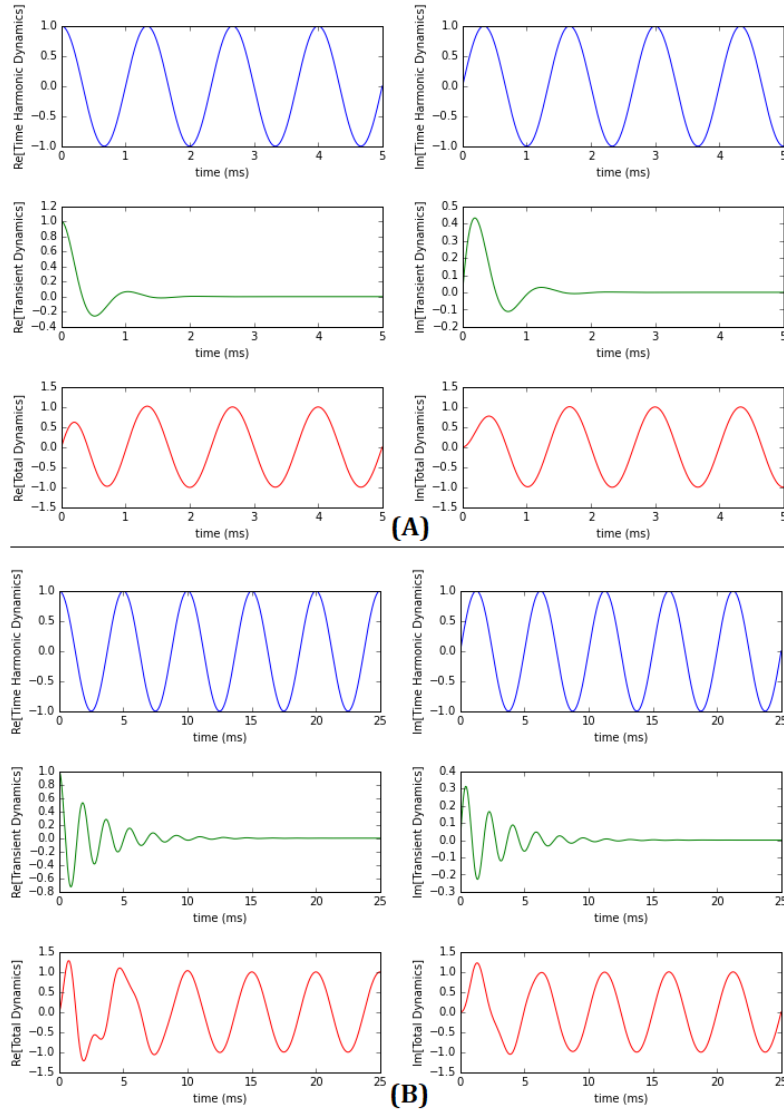 Re[Time Harmonic Dynamics]
1.0
0.5
0.0
−0.5
−1.0
0 1 2 3 4 5
time (ms)
Im[Time Harmonic Dynamics]
1.0
0.5
0.0
−0.5
−1.0
0 1 2 3 4 5
time (ms)
Re[Transient Dynamics]
1.2
1.0
0.8
0.6
0.4
0.2
0.0
−0.2
−0.4
0 1 2 3 4 5
time (ms)
Im[Transient Dynamics]
0.5
0.4
0.3
0.2
0.1
0.0
−0.1
−0.2
0 1 2 3 4 5
time (ms)
Re[Total Dynamics]
1.5
1.0
0.5
0.0
−0.5
−1.0
−1.5
0 1 2 3 4 5
time (ms)
Im[Total Dynamics]
1.5
1.0
0.5
0.0
−0.5
−1.0
−1.5
0 1 2 3 4 5
time (ms)
(A)
Re[Time Harmonic Dynamics]
1.0
0.5
0.0
−0.5
−1.0
0 5 10 15 20 25
time (ms)
Im[Time Harmonic Dynamics]
1.0
0.5
0.0
−0.5
−1.0
0 5 10 15 20 25
time (ms)
Re[Transient Dynamics]
1.0
0.8
0.6
0.4
0.2
0.0
−0.2
−0.4
−0.6
−0.8
0 5 10 15 20 25
time (ms)
Im[Transient Dynamics]
0.4
0.3
0.2
0.1
0.0
−0.1
−0.2
−0.3
0 5 10 15 20 25
time (ms)
Re[Total Dynamics]
1.5
1.0
0.5
0.0
−0.5
−1.0
−1.5
0 5 10 15 20 25
time (ms)
Im[Total Dynamics]
1.5
1.0
0.5
0.0
−0.5
−1.0
−1.5
0 5 10 15 20 25
time (ms)
(B)